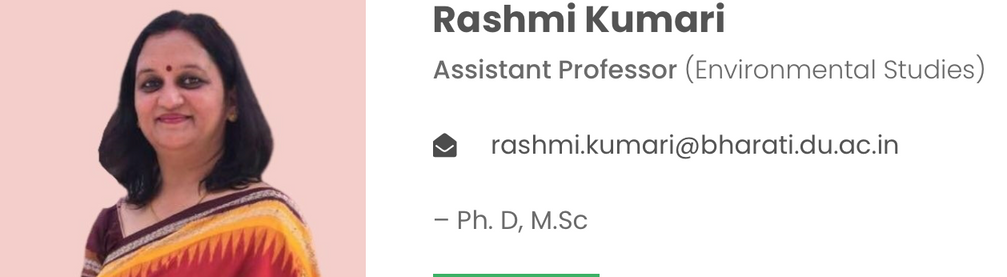 Rashmi Kumari
Assistant Professor (Environmental Studies)
rashmi.kumari@bharati.du.ac.in
– Ph. D, M.Sc